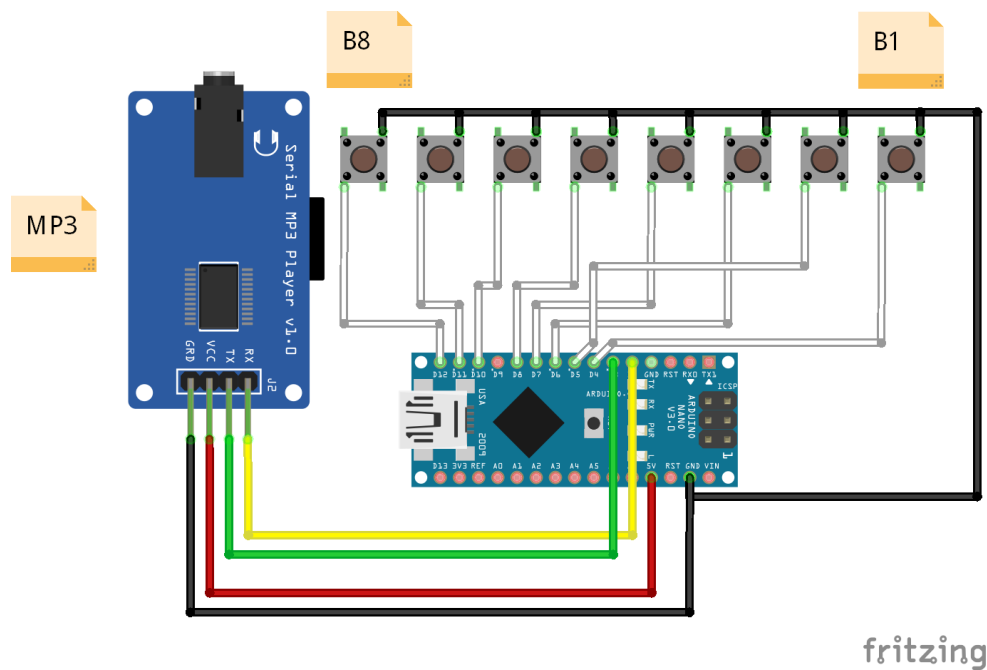 B8
B1
MP3
Serial MP3 Player v1.0
GRD
VCC
TX
RX
J2
D12
D11
D10
D9
D8
D7
D6
D5
D4
GND
RST
RX0
TX1
USA
2009
ARDUINO.
TX
RX
PWR
L
ICSP
ARDUINO
NANO
V3.0
1
D13
3V3
REF
A0
A1
A2
A3
A4
A5
5V
RST
GND
VIN
fritzing